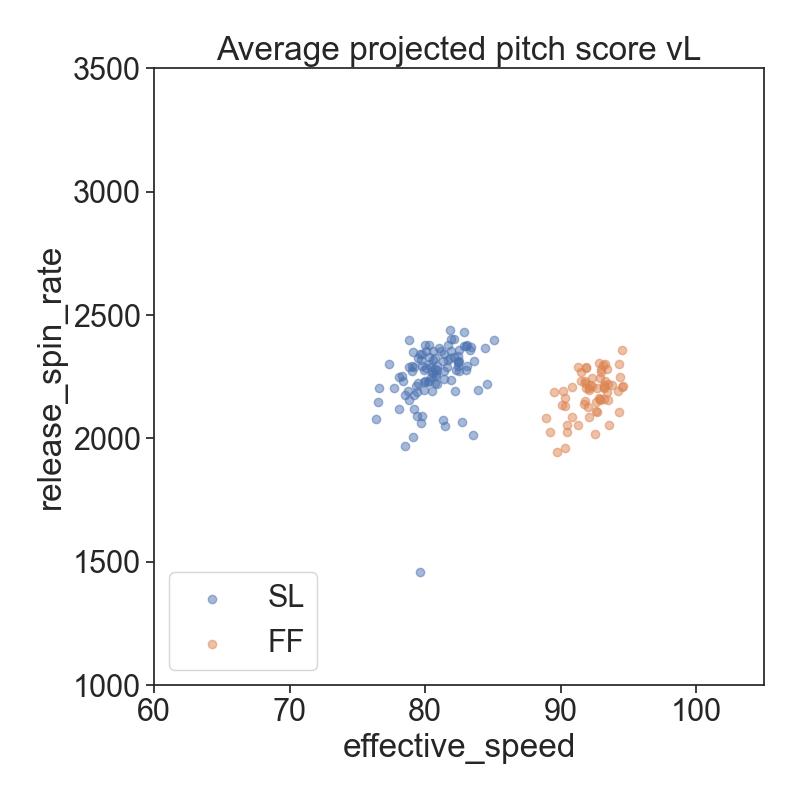 Average projected pitch score vL
3500
3000
2500
2000
1500
1000
release_spin_rate
SL
FF
60
70
80
90
100
effective_speed